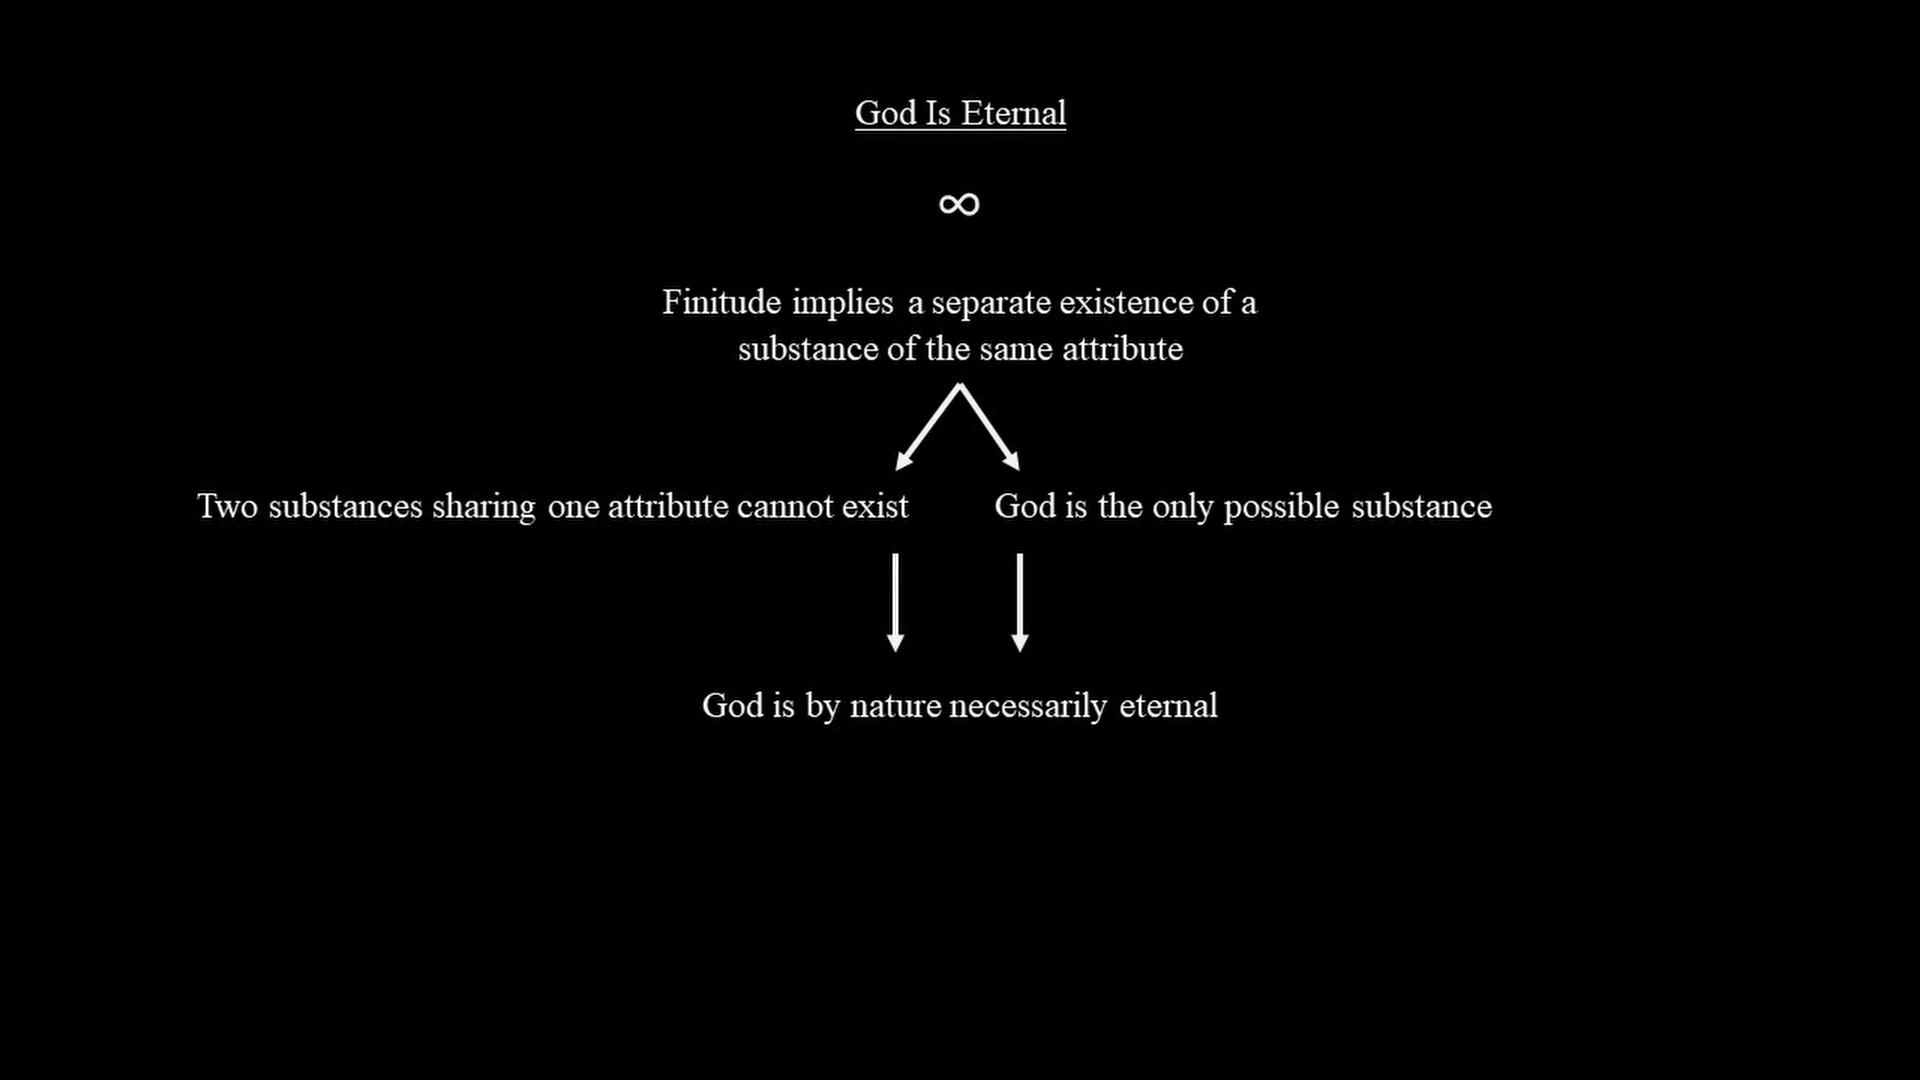 God Is Eternal
∞
Finitude implies a separate existence of a
substance of the same attribute
Two substances sharing one attribute cannot exist
God is the only possible substance
God is by nature necessarily eternal